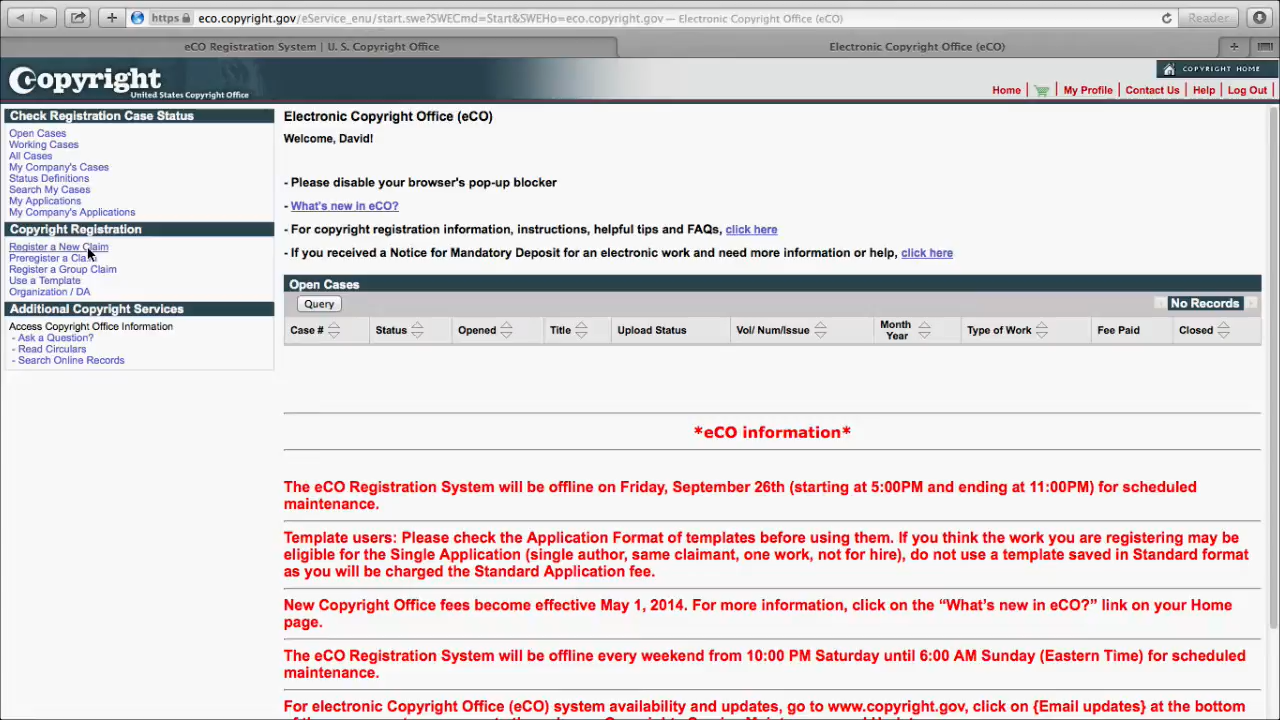 https eco.copyright.gov/eService_enu/start.swe?SWECmd=Start&SWEHo=eco.copyright.gov — Electronic Copyright Office (eCO) Reader
eCO Registration System | U. S. Copyright Office Electronic Copyright Office (eCO)
Copyright
United States Copyright Office
COPYRIGHT HOME
Home | My Profile | Contact Us | Help | Log Out |
Check Registration Case Status
Open Cases
Working Cases
All Cases
My Company's Cases
Status Definitions
Search My Cases
My Applications
My Company's Applications
Copyright Registration
Register a New Claim
Preregister a Claim
Register a Group Claim
Use a Template
Organization / DA
Additional Copyright Services
Access Copyright Office Information
- Ask a Question?
- Read Circulars
- Search Online Records
Electronic Copyright Office (eCO)
Welcome, David!
- Please disable your browser's pop-up blocker
- What's new in eCO?
- For copyright registration information, instructions, helpful tips and FAQs, click here
- If you received a Notice for Mandatory Deposit for an electronic work and need more information or help, click here
Open Cases
Query No Records
Case # Status Opened Title Upload Status Vol/ Num/Issue Month Year Type of Work Fee Paid Closed
*eCO information*
The eCO Registration System will be offline on Friday, September 26th (starting at 5:00PM and ending at 11:00PM) for scheduled
maintenance.
Template users: Please check the Application Format of templates before using them. If you think the work you are registering may be
eligible for the Single Application (single author, same claimant, one work, not for hire), do not use a template saved in Standard format
as you will be charged the Standard Application fee.
New Copyright Office fees become effective May 1, 2014. For more information, click on the “What’s new in eCO?” link on your Home
page.
The eCO Registration System will be offline every weekend from 10:00 PM Saturday until 6:00 AM Sunday (Eastern Time) for scheduled
maintenance.
For electronic Copyright Office (eCO) system availability and updates, go to www.copyright.gov, click on {Email updates} at the bottom